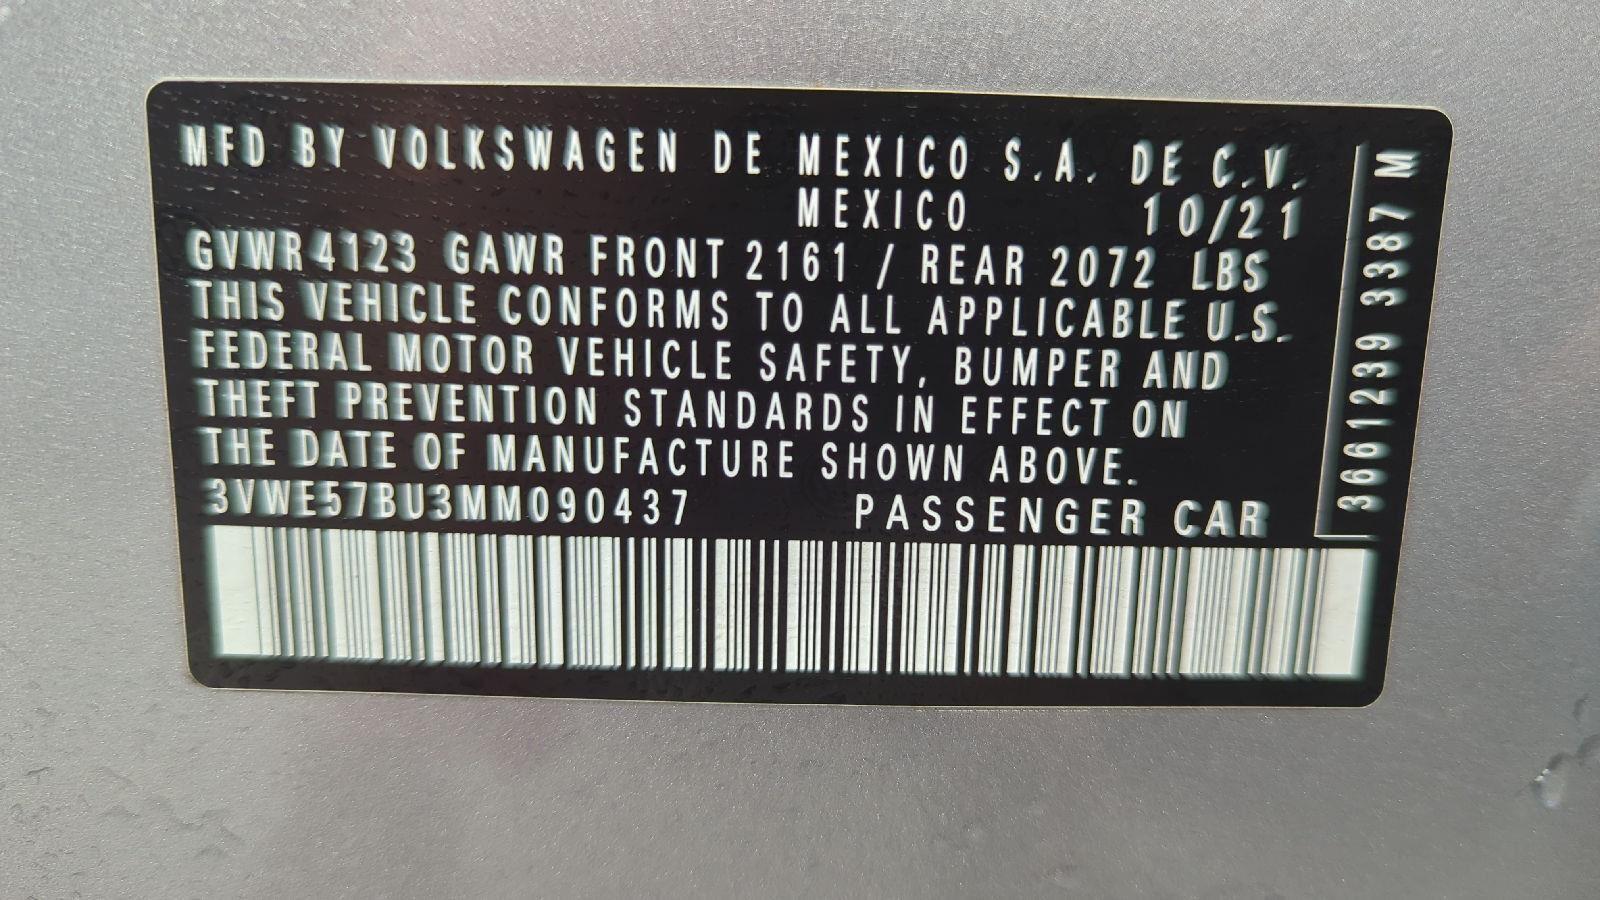 MFD BY VOLKSWAGEN DE MEXICO S.A. DE C.V.
MEXICO 10/21
GVWR 4123 GAWR FRONT 2161 / REAR 2072 LBS
THIS VEHICLE CONFORMS TO ALL APPLICABLE U.S.
FEDERAL MOTOR VEHICLE SAFETY, BUMPER AND
THEFT PREVENTION STANDARDS IN EFFECT ON
THE DATE OF MANUFACTURE SHOWN ABOVE.
3VWE57BU3MM090437 PASSENGER CAR
3661239 3387 M